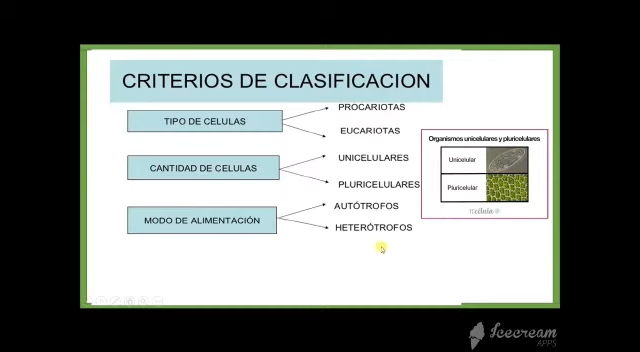 CRITERIOS DE CLASIFICACION
TIPO DE CELULAS
PROCARIOTAS
EUCARIOTAS
CANTIDAD DE CELULAS
UNICELULARES
PLURICELULARES
MODO DE ALIMENTACIÓN
AUTÓTROFOS
HETERÓTROFOS
Organismos unicelulares y pluricelulares
Unicelular
Pluricelular
Icecream
APPS